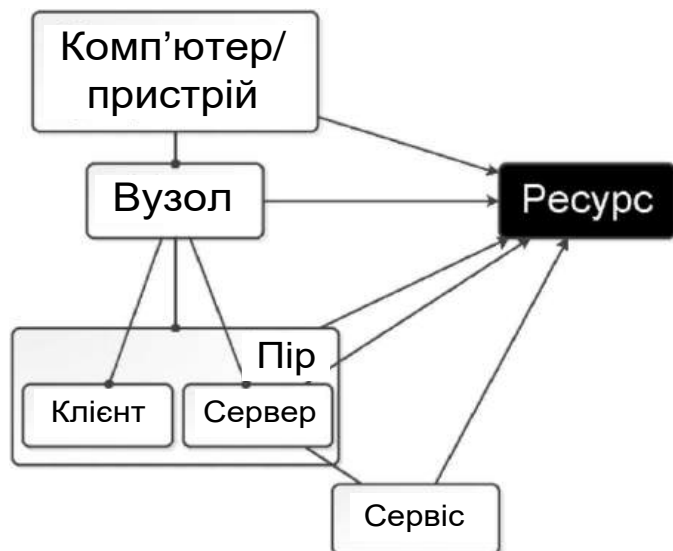 Комп’ютер/
пристрій
Вузол
Ресурс
Пір
Клієнт
Сервер
Сервіс